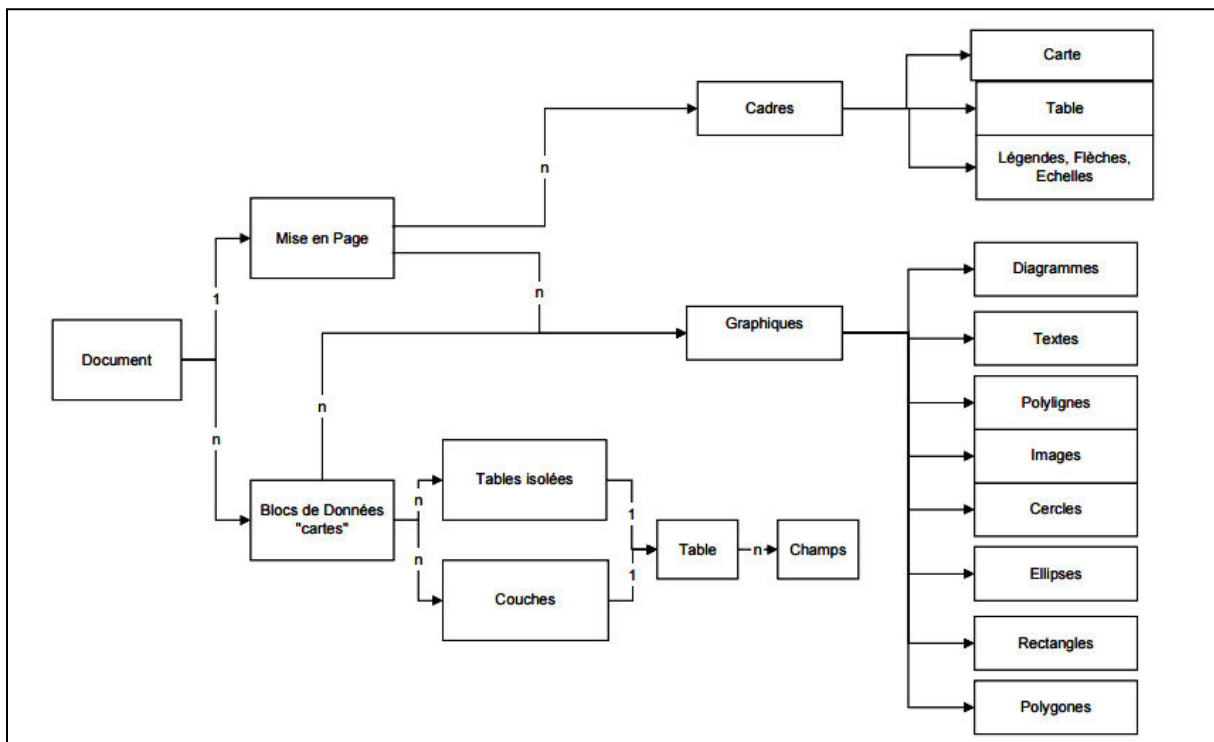 Carte
Cadres
Table
Légendes, Flèches,
Echelles
n
Mise en Page
Diagrammes
1
n
Graphiques
Textes
Document
n
Polylignes
n
Images
Tables isolées
n
Blocs de Données
"cartes"
1
Cercles
n
Table
n
Champs
1
Ellipses
Couches
Rectangles
Polygones